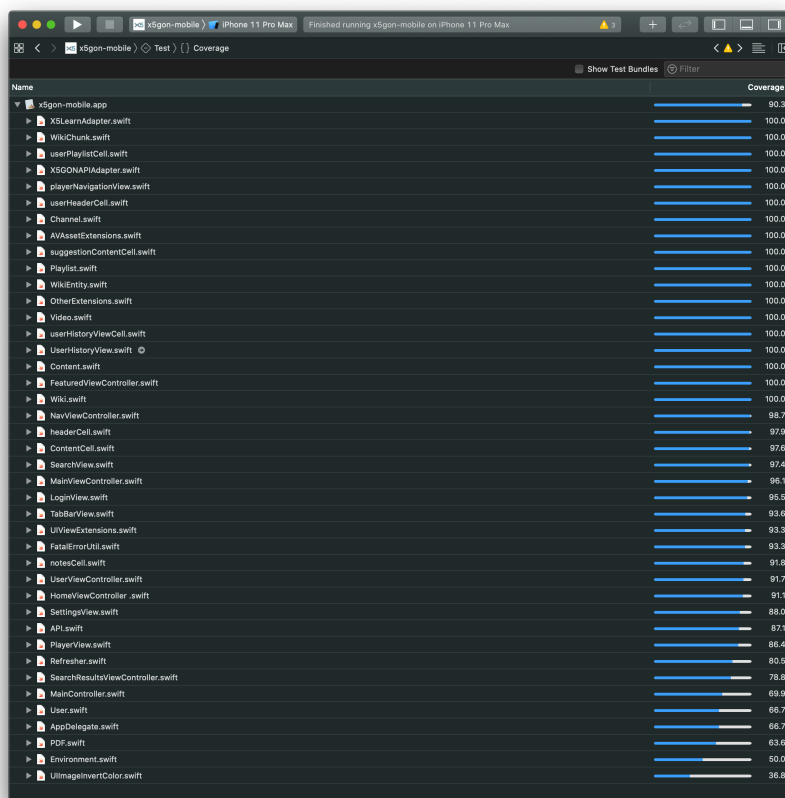 x5gon-mobile 〉 iPhone 11 Pro Max Finished running x5gon-mobile on iPhone 11 Pro Max 3
x5gon-mobile 〉 Test 〉 { } Coverage
Show Test Bundles Filter
Name Coverage
x5gon-mobile.app 90.3
X5LearnAdapter.swift 100.0
WikiChunk.swift 100.0
userPlaylistCell.swift 100.0
X5GONAPIAdapter.swift 100.0
playerNavigationView.swift 100.0
userHeaderCell.swift 100.0
Channel.swift 100.0
AVAssetExtensions.swift 100.0
suggestionContentCell.swift 100.0
Playlist.swift 100.0
WikiEntity.swift 100.0
OtherExtensions.swift 100.0
Video.swift 100.0
userHistoryViewCell.swift 100.0
UserHistoryView.swift 100.0
Content.swift 100.0
FeaturedViewController.swift 100.0
Wiki.swift 100.0
NavViewController.swift 98.7
headerCell.swift 97.9
ContentCell.swift 97.6
SearchView.swift 97.4
MainViewController.swift 96.1
LoginView.swift 95.5
TabBarView.swift 93.6
UIViewExtensions.swift 93.3
FatalErrorUtil.swift 93.3
notesCell.swift 91.8
UserViewController.swift 91.7
HomeViewController .swift 91.1
SettingsView.swift 88.0
API.swift 87.1
PlayerView.swift 86.4
Refresher.swift 80.5
SearchResultsViewController.swift 78.8
MainController.swift 69.9
User.swift 66.7
AppDelegate.swift 66.7
PDF.swift 63.6
Environment.swift 50.0
UIImageInvertColor.swift 36.8